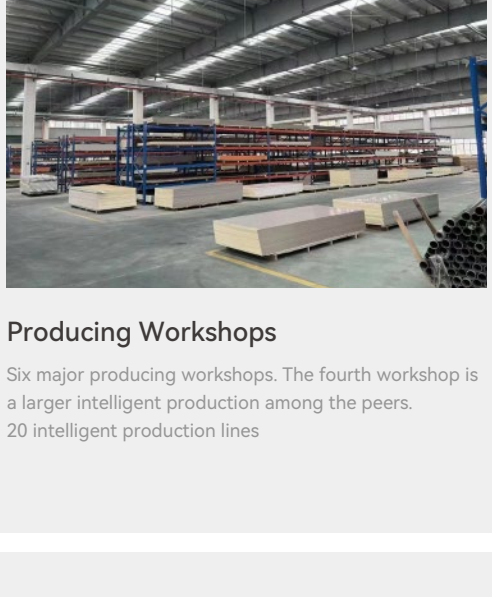 Producing Workshops
Six major producing workshops. The fourth workshop is
a larger intelligent production among the peers.
20 intelligent production lines